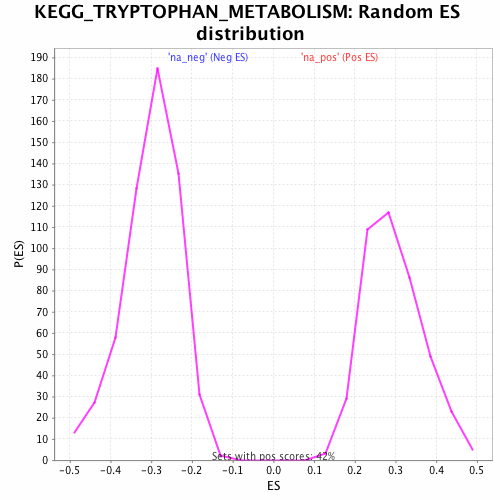 KEGG_TRYPTOPHAN_METABOLISM: Random ES
distribution
'na_neg' (Neg ES) 'na_pos' (Pos ES)
190
180
170
160
150
140
130
120
110
100
90
80
70
60
50
40
30
20
10
0
P(ES)
Sets with pos scores: 42%
-0.5 -0.4 -0.3 -0.2 -0.1 0.0 0.1 0.2 0.3 0.4 0.5
ES